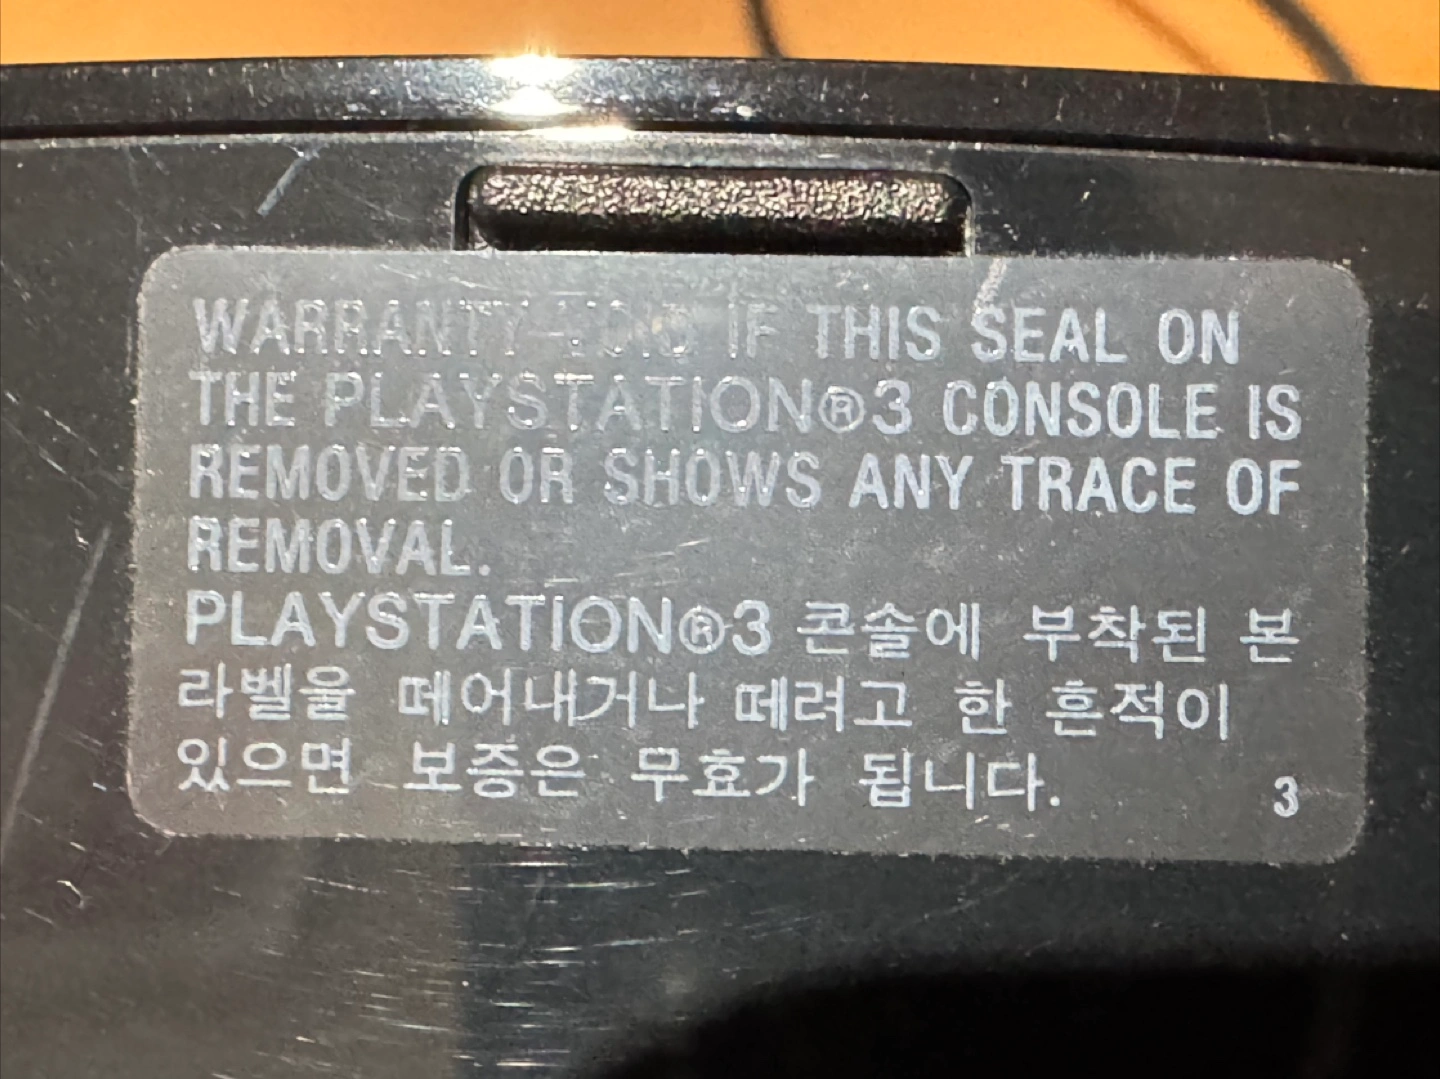 WARRANTY VOID IF THIS SEAL ON
THE PLAYSTATION®3 CONSOLE IS
REMOVED OR SHOWS ANY TRACE OF
REMOVAL.
PLAYSTATION®3 콘솔에 부착된 본
라벨을 떼어내거나 떼려고 한 흔적이
있으면 보증은 무효가 됩니다.
3